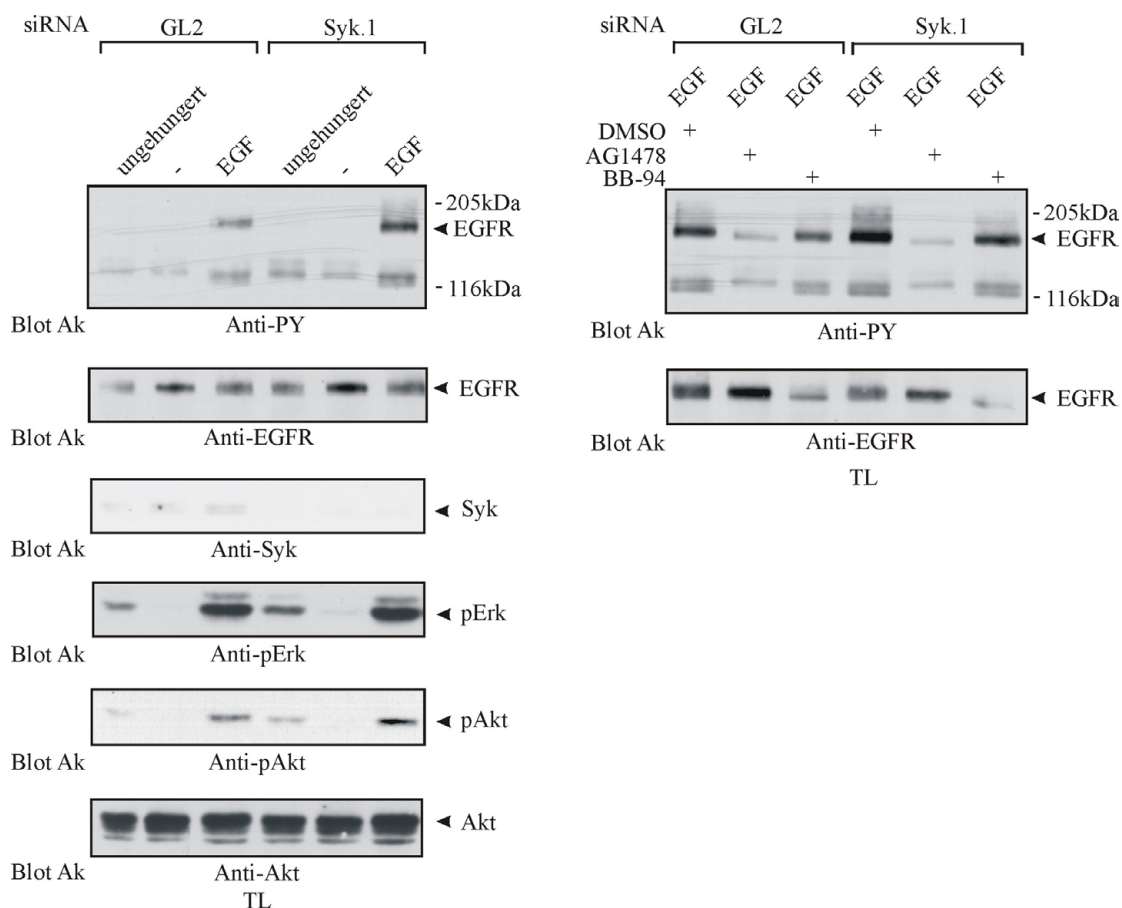 siRNA GL2 Syk.1
ungehungert - EGF ungehungert - EGF
-205kDa
EGFR
-116kDa
Blot Ak Anti-PY
EGFR
Blot Ak Anti-EGFR
Syk
Blot Ak Anti-Syk
pErk
Blot Ak Anti-pErk
pAkt
Blot Ak Anti-pAkt
Akt
Blot Ak Anti-Akt
TL
siRNA GL2 Syk.1
EGF EGF EGF EGF EGF EGF
DMSO + +
AG1478 + +
BB-94 + +
-205kDa
EGFR
-116kDa
Blot Ak Anti-PY
EGFR
Blot Ak Anti-EGFR
TL